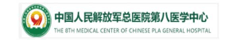 中国人民解放军总医院第八医学中心
THE 8TH MEDICAL CENTER OF CHINESE PLA GENERAL HOSPITAL